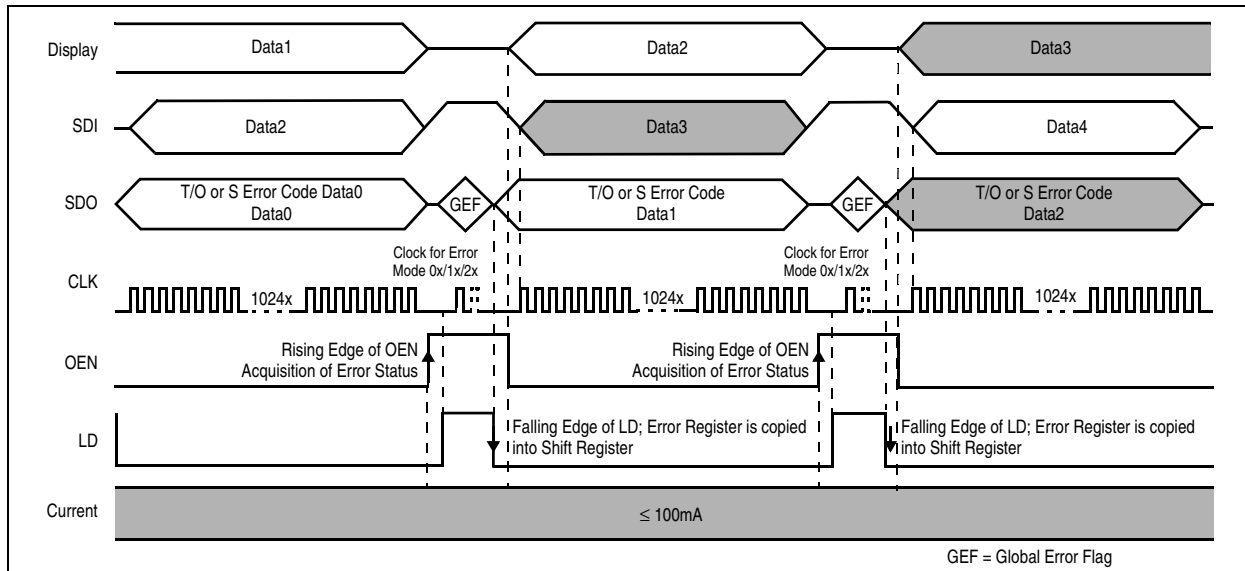 Display
Data1
Data2
Data3
SDI
Data2
Data3
Data4
SDO
T/O or S Error Code Data0
Data0
GEF
T/O or S Error Code
Data1
GEF
T/O or S Error Code
Data2
Clock for Error
Mode 0x/1x/2x
Clock for Error
Mode 0x/1x/2x
CLK
1024x
1024x
1024x
OEN
Rising Edge of OEN
Acquisition of Error Status
Rising Edge of OEN
Acquisition of Error Status
LD
Falling Edge of LD; Error Register is copied
into Shift Register
Falling Edge of LD; Error Register is copied
into Shift Register
Current
≤ 100mA
GEF = Global Error Flag